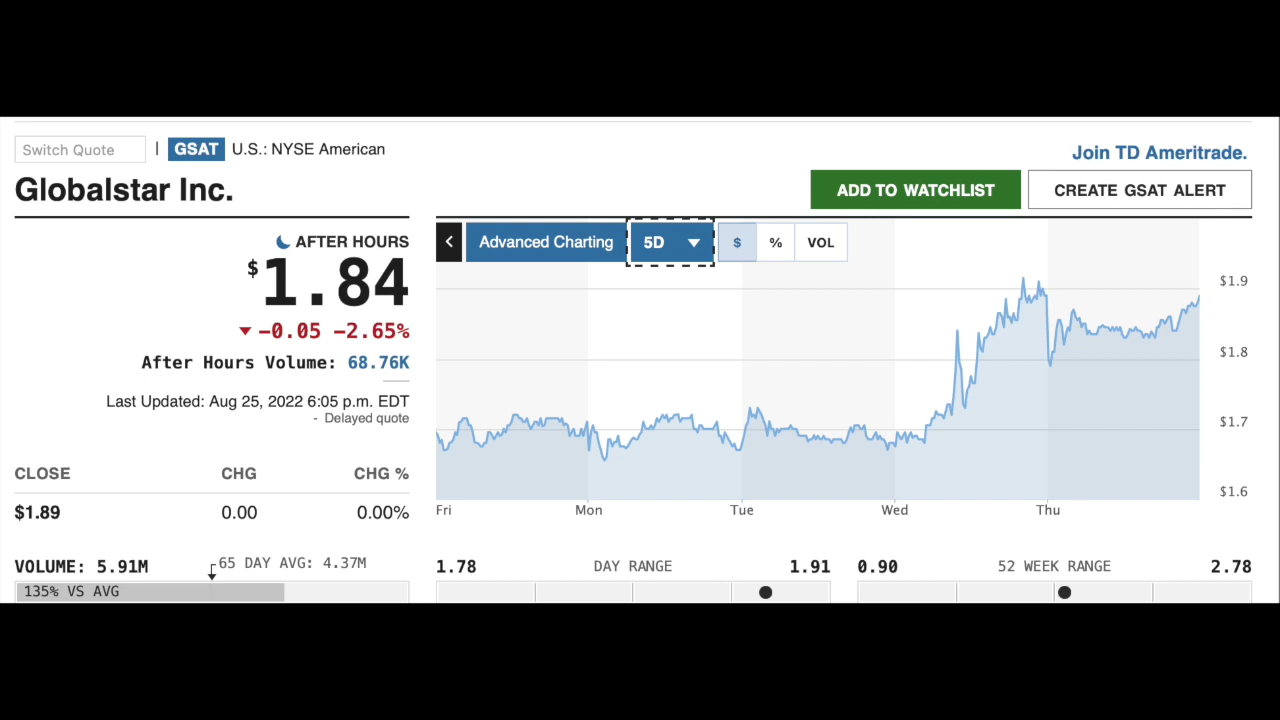 Switch Quote | GSAT U.S.: NYSE American
Join TD Ameritrade.
Globalstar Inc.
ADD TO WATCHLIST CREATE GSAT ALERT
AFTER HOURS
$1.84
−0.05 −2.65%
After Hours Volume: 68.76K
Last Updated: Aug 25, 2022 6:05 p.m. EDT
- Delayed quote
CLOSE CHG CHG %
$1.89 0.00 0.00%
VOLUME: 5.91M 65 DAY AVG: 4.37M
135% VS AVG
Advanced Charting 5D $ % VOL
$1.9
$1.8
$1.7
$1.6
Fri Mon Tue Wed Thu
1.78 DAY RANGE 1.91
0.90 52 WEEK RANGE 2.78